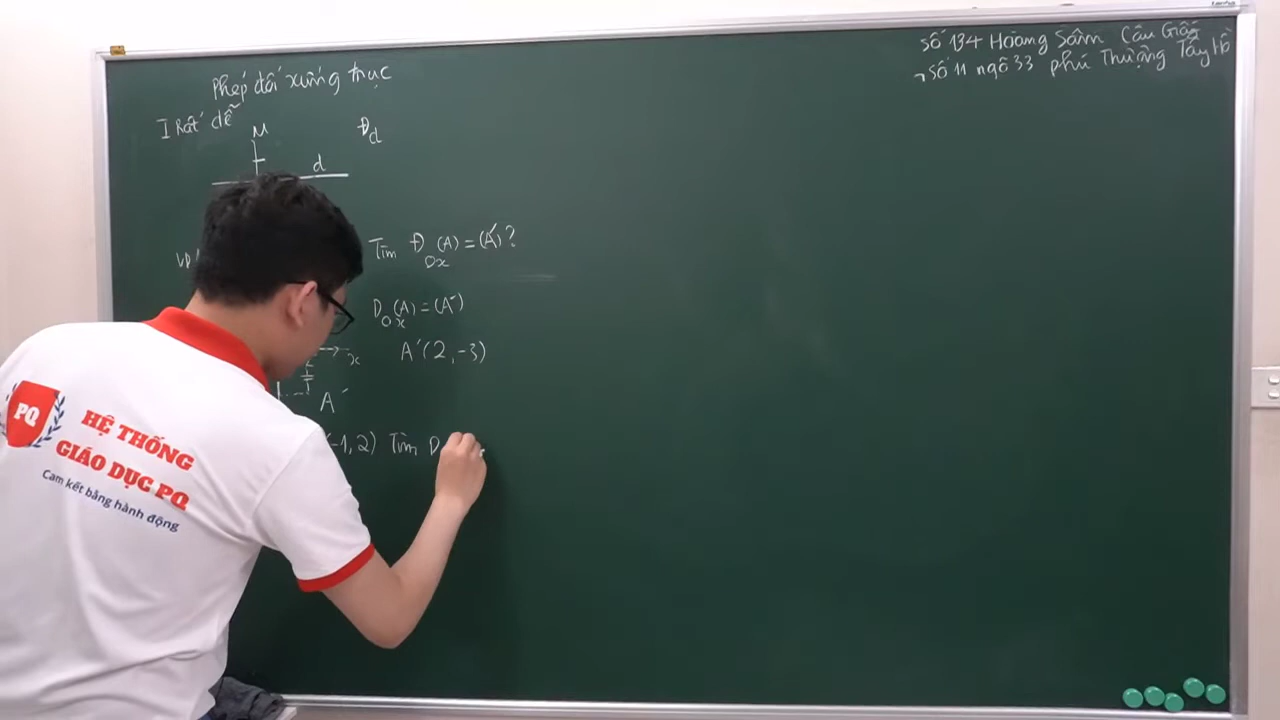 Số 134 Hoàng Sâm Cầu Giấy
Số 11 ngõ 33 phú Thượng Tây Hồ
Phép đối xứng trục
I Rất dễ
M
Đd
d
Tìm Đ0x (A) = (A')?
Đ0x (A) = (A')
x
A'(2, -3)
A'
(-1, 2) Tìm Đ
PQ
HỆ THỐNG
GIÁO DỤC PQ
Cam kết bằng hành động